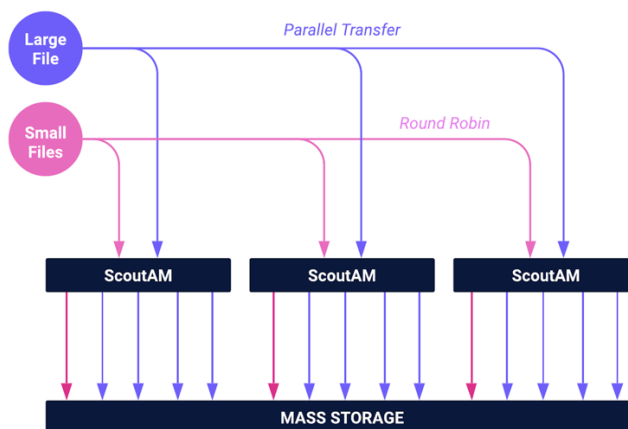 Large
File
Parallel Transfer
Small
Files
Round Robin
ScoutAM
ScoutAM
ScoutAM
MASS STORAGE